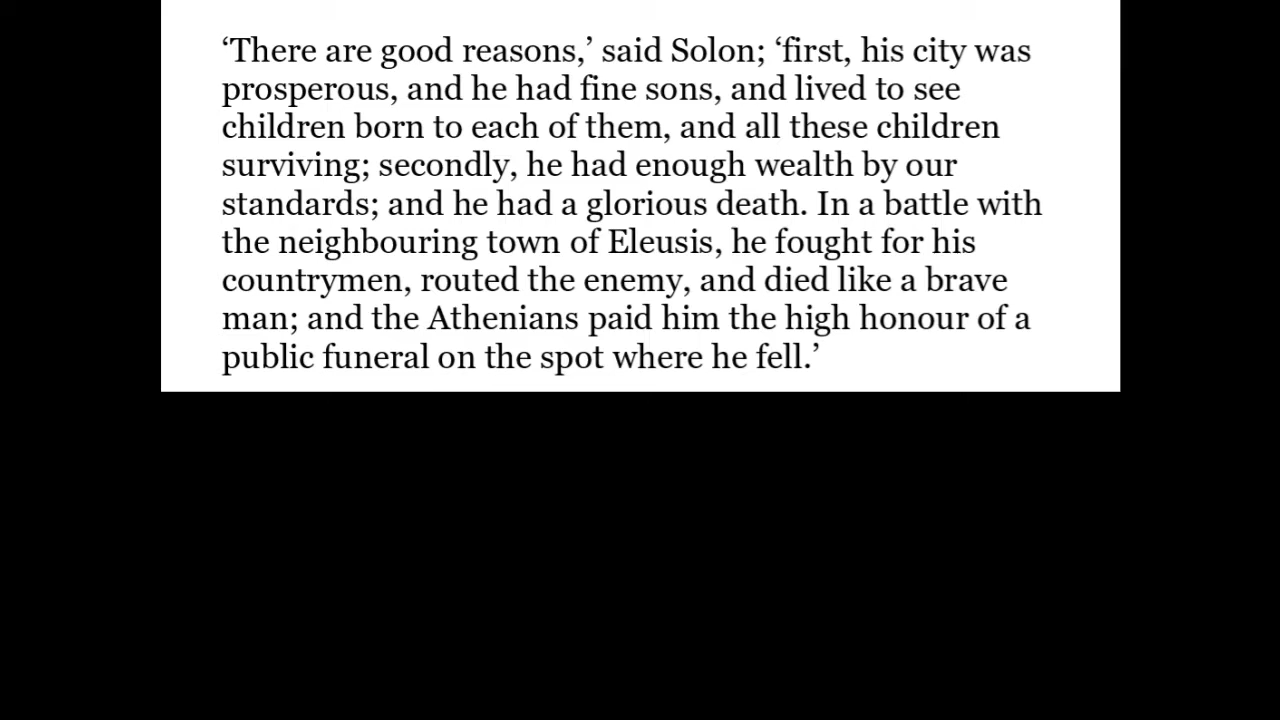 ‘There are good reasons,’ said Solon; ‘first, his city was
prosperous, and he had fine sons, and lived to see
children born to each of them, and all these children
surviving; secondly, he had enough wealth by our
standards; and he had a glorious death. In a battle with
the neighbouring town of Eleusis, he fought for his
countrymen, routed the enemy, and died like a brave
man; and the Athenians paid him the high honour of a
public funeral on the spot where he fell.’